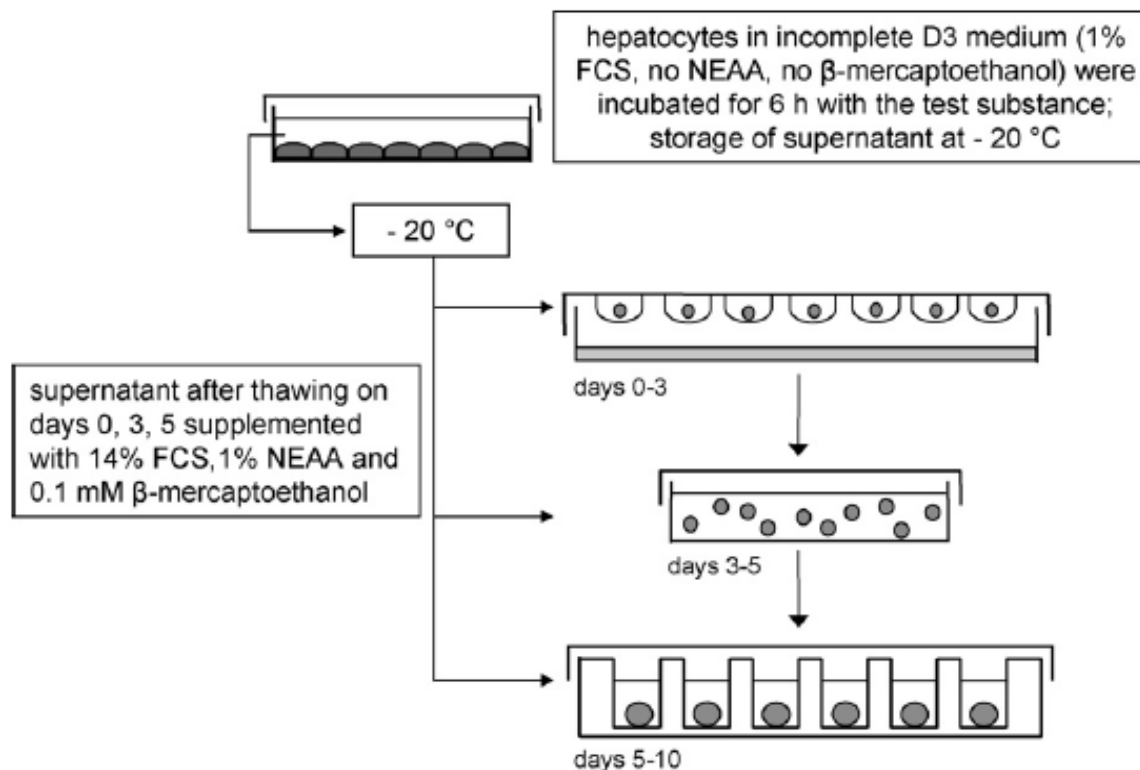 hepatocytes in incomplete D3 medium (1%
FCS, no NEAA, no β-mercaptoethanol) were
incubated for 6 h with the test substance;
storage of supernatant at - 20 °C
- 20 °C
days 0-3
supernatant after thawing on
days 0, 3, 5 supplemented
with 14% FCS,1% NEAA and
0.1 mM β-mercaptoethanol
days 3-5
days 5-10